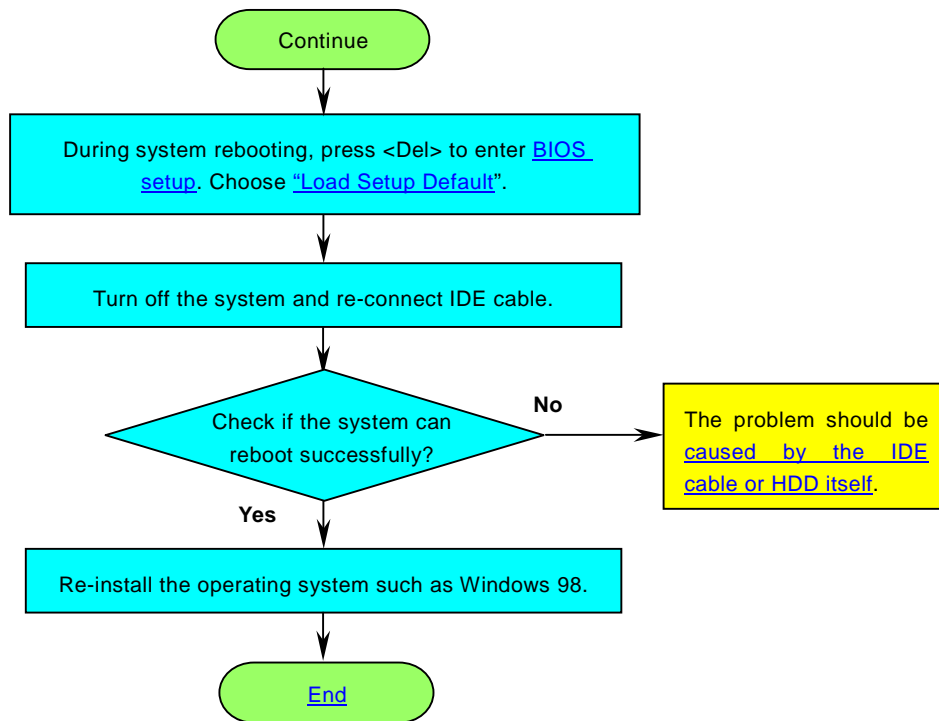 Continue
During system rebooting, press <Del> to enter BIOS
setup. Choose “Load Setup Default”.
Turn off the system and re-connect IDE cable.
Check if the system can
reboot successfully?
No
The problem should be
caused by the IDE
cable or HDD itself.
Yes
Re-install the operating system such as Windows 98.
End